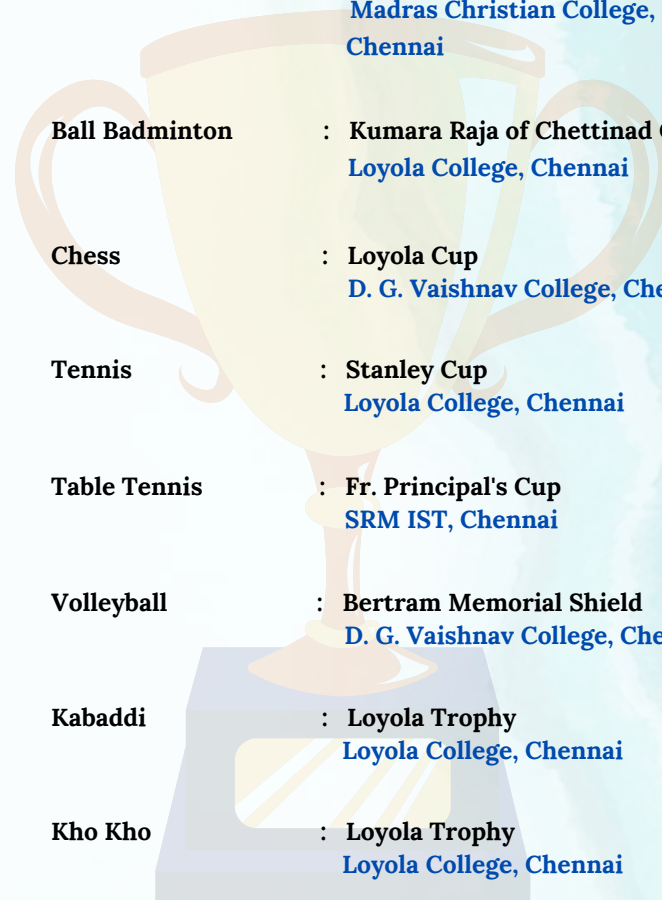 Madras Christian College,
Chennai
Ball Badminton : Kumara Raja of Chettinad
Loyola College, Chennai
Chess : Loyola Cup
D. G. Vaishnav College,
Tennis : Stanley Cup
Loyola College, Chennai
Table Tennis : Fr. Principal's Cup
SRM IST, Chennai
Volleyball : Bertram Memorial Shield
D. G. Vaishnav College,
Kabaddi : Loyola Trophy
Loyola College, Chennai
Kho Kho : Loyola Trophy
Loyola College, Chennai